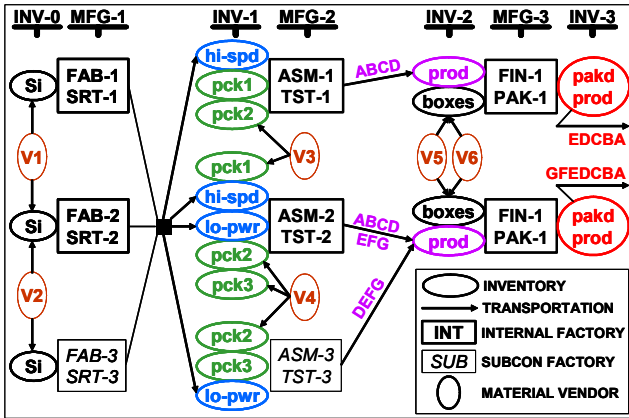 INV-0 MFG-1 INV-1 MFG-2 INV-2 MFG-3 INV-3
Si
FAB-1
SRT-1
hi-spd
pck1
pck2
ASM-1
TST-1
ABCD
prod
boxes
FIN-1
PAK-1
pakd
prod
EDCBA
V1
V3
V5
V6
GFEDCBA
Si
FAB-2
SRT-2
pck1
hi-spd
lo-pwr
pck2
pck3
ASM-2
TST-2
ABCD
EFG
boxes
prod
FIN-1
PAK-1
pakd
prod
V2
V4
DEFG
Si
FAB-3
SRT-3
pck2
pck3
lo-pwr
ASM-3
TST-3
INVENTORY
TRANSPORTATION
INT INTERNAL FACTORY
SUB SUBCON FACTORY
MATERIAL VENDOR